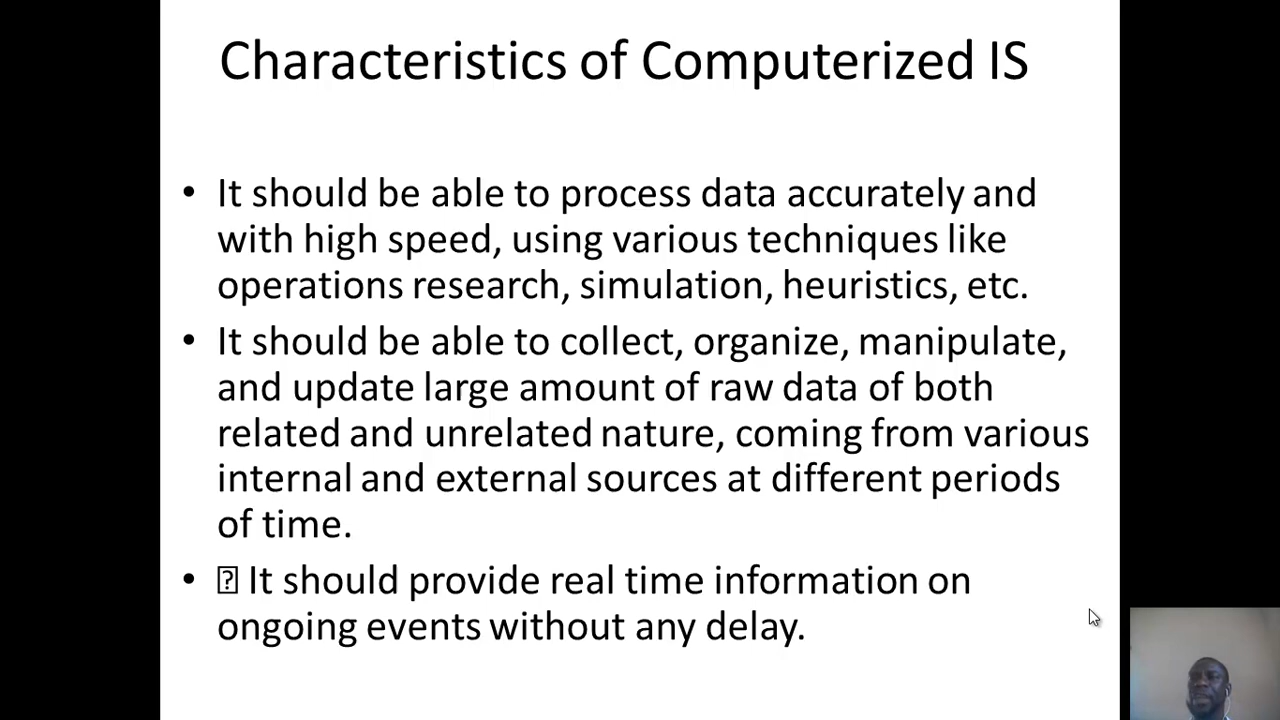 Characteristics of Computerized IS
• It should be able to process data accurately and
with high speed, using various techniques like
operations research, simulation, heuristics, etc.
• It should be able to collect, organize, manipulate,
and update large amount of raw data of both
related and unrelated nature, coming from various
internal and external sources at different periods
of time.
• ⍰ It should provide real time information on
ongoing events without any delay.